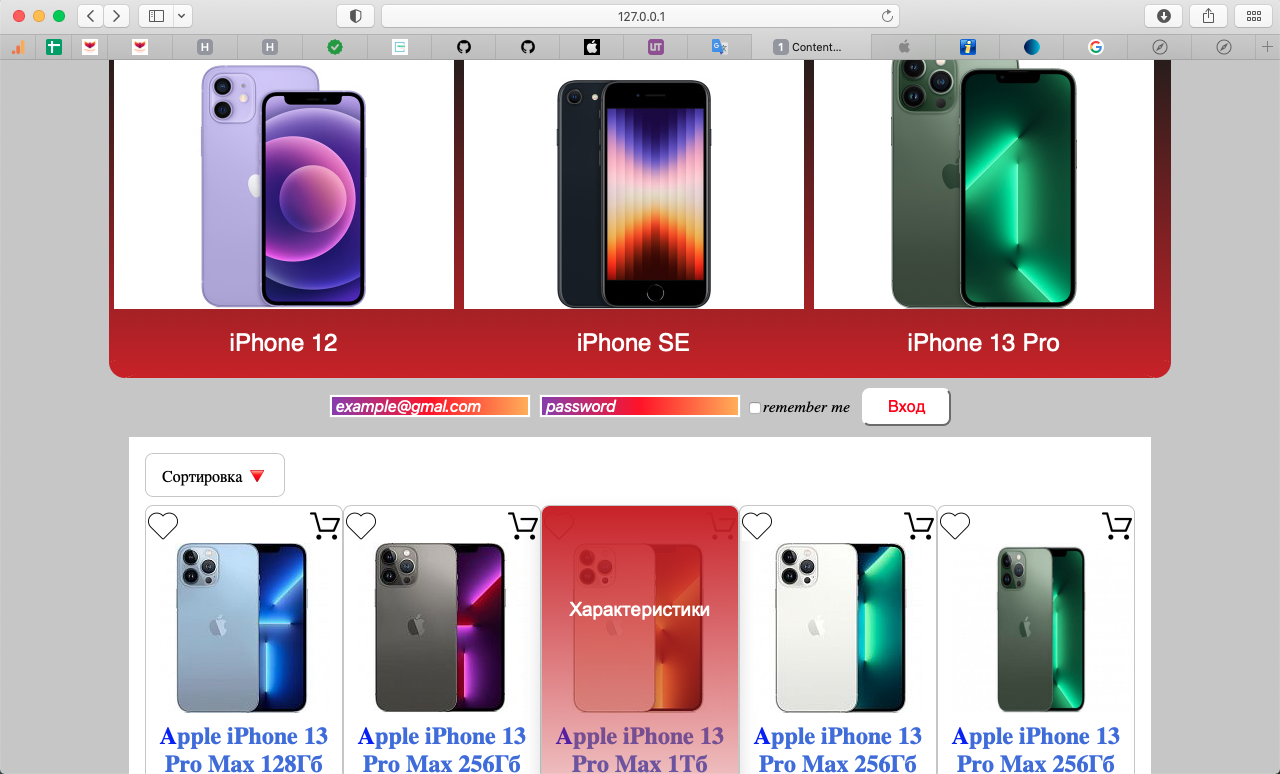 127.0.0.1
H
H
UT
1 Content...
iPhone 12
iPhone SE
iPhone 13 Pro
example@gmal.com
password
remember me
Вход
Сортировка
Характеристики
Apple iPhone 13
Pro Max 128Гб
Apple iPhone 13
Pro Max 256Гб
Apple iPhone 13
Pro Max 1Тб
Apple iPhone 13
Pro Max 256Гб
Apple iPhone 13
Pro Max 256Гб